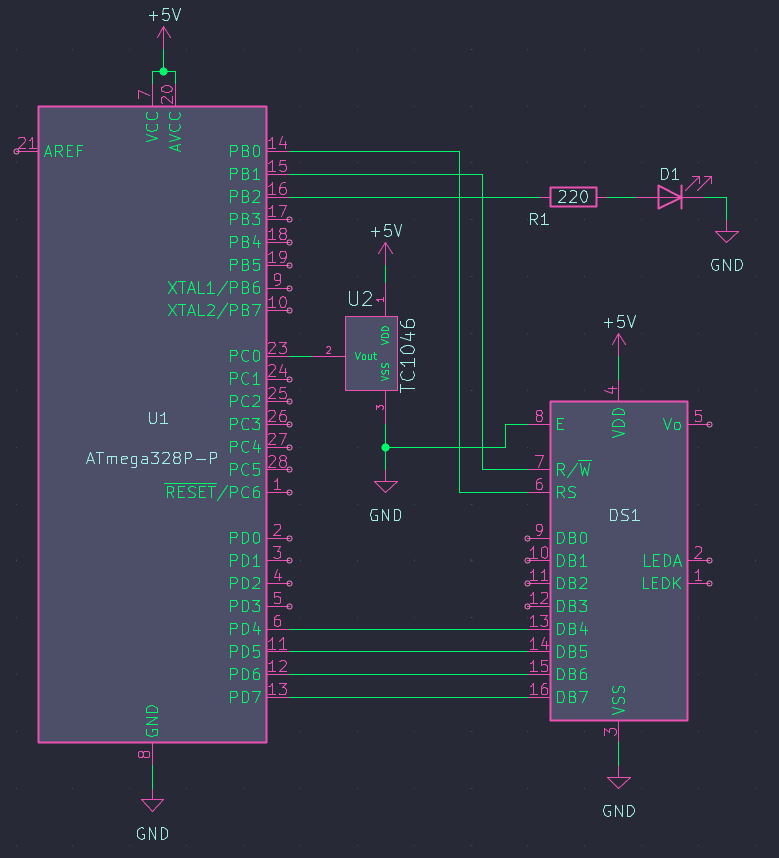 +5V
7
20
VCC
AVCC
21
AREF
PB0
14
PB1
15
PB2
16
PB3
17
PB4
18
PB5
19
XTAL1/PB6
9
XTAL2/PB7
10
PC0
23
PC1
24
PC2
25
PC3
26
PC4
27
PC5
28
RESET/PC6
1
PD0
2
PD1
3
PD2
4
PD3
5
PD4
6
PD5
11
PD6
12
PD7
13
U1
ATmega328P-P
GND
8
GND
+5V
U2
1
VDD
2
Vout
VSS
TC1046
3
GND
220
R1
D1
GND
+5V
4
VDD
8
E
Vo
5
7
R/W
6
RS
DS1
9
DB0
10
DB1
11
DB2
12
DB3
13
DB4
14
DB5
15
DB6
16
DB7
LEDA
2
LEDK
1
VSS
3
GND